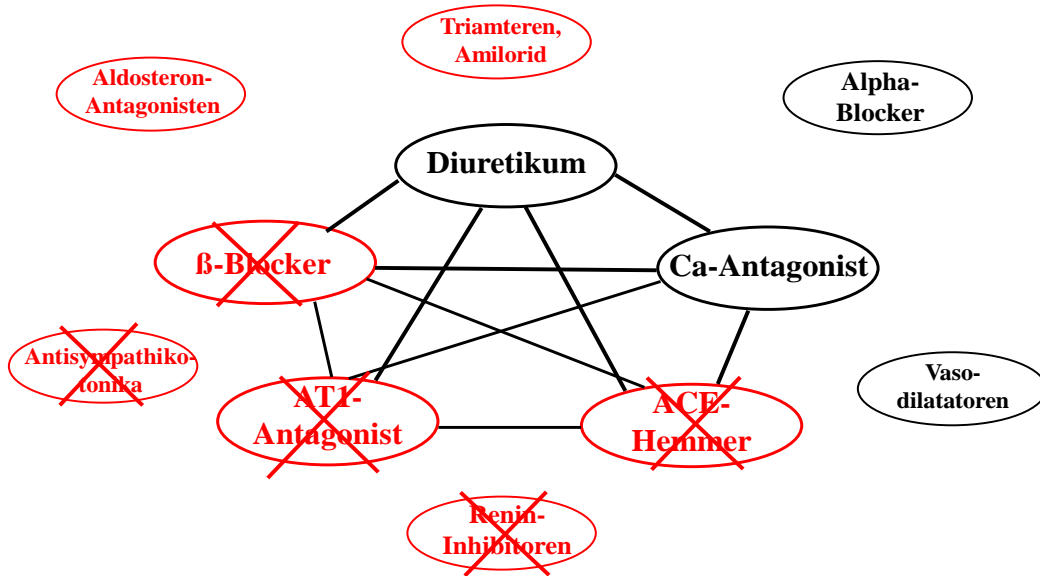 Triamteren,
Amilorid
Aldosteron-
Antagonisten
Alpha-
Blocker
Diuretikum
ß-Blocker
Ca-Antagonist
Antisympathiko-
tonika
Vaso-
dilatatoren
AT1-
Antagonist
ACE-
Hemmer
Renin-
Inhibitoren